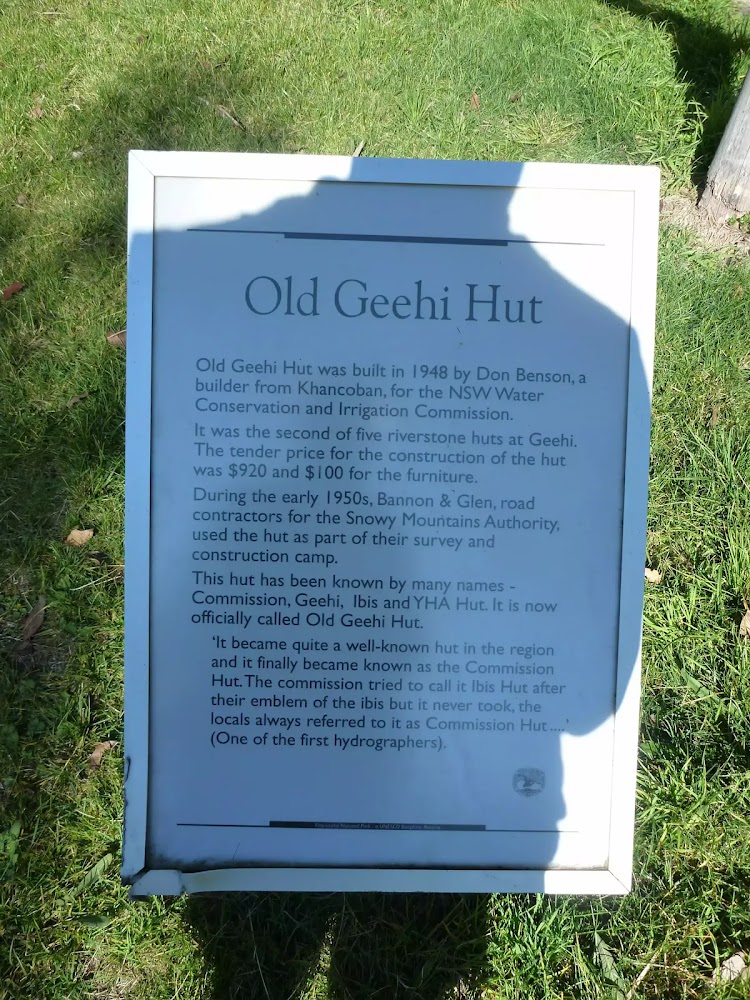 Old Geehi Hut
Old Geehi Hut was built in 1948 by Don Benson, a
builder from Khancoban, for the NSW Water
Conservation and Irrigation Commission.
It was the second of five riverstone huts at Geehi.
The tender price for the construction of the hut
was $920 and $100 for the furniture.
During the early 1950s, Bannon & Glen, road
contractors for the Snowy Mountains Authority,
used the hut as part of their survey and
construction camp.
This hut has been known by many names -
Commission, Geehi, Ibis and YHA Hut. It is now
officially called Old Geehi Hut.
'It became quite a well-known hut in the region
and it finally became known as the Commission
Hut. The commission tried to call it Ibis Hut after
their emblem of the ibis but it never took, the
locals always referred to it as Commission Hut....'
(One of the first hydrographers).
Kosciuszko National Park - a UNESCO Biosphere Reserve